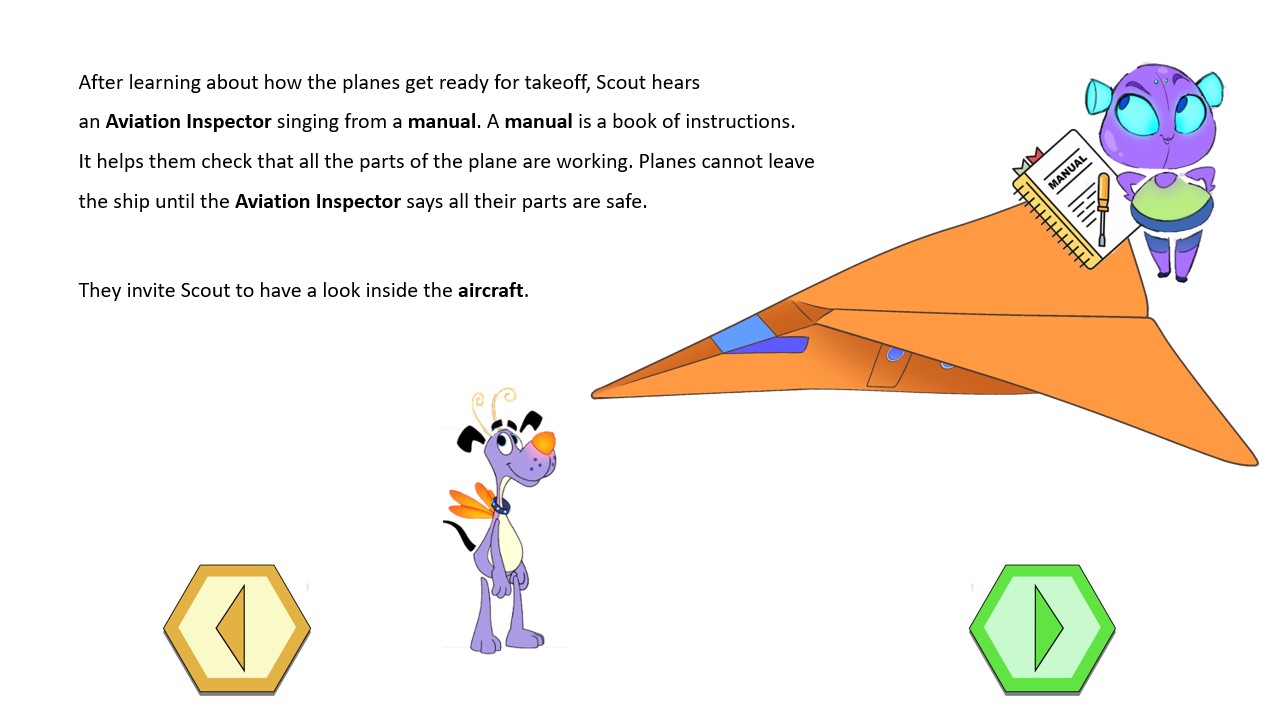 After learning about how the planes get ready for takeoff, Scout hears
an Aviation Inspector singing from a manual. A manual is a book of instructions.
It helps them check that all the parts of the plane are working. Planes cannot leave
the ship until the Aviation Inspector says all their parts are safe.
They invite Scout to have a look inside the aircraft.
MANUAL